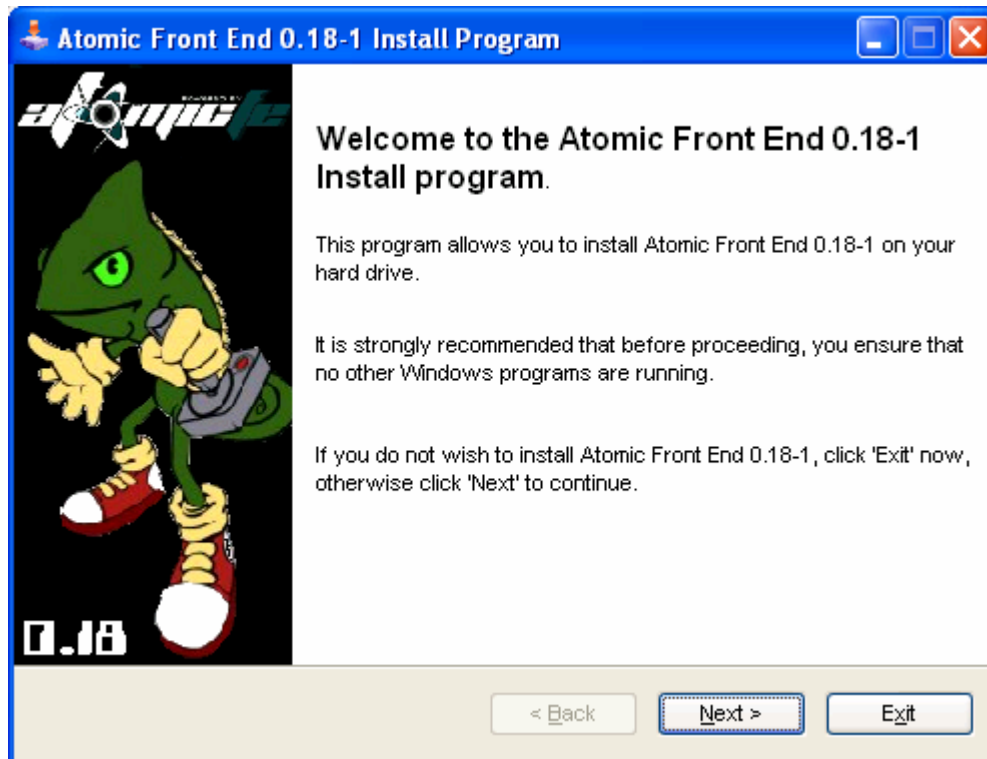 Atomic Front End 0.18-1 Install Program
POWERED BY
atomicfe
Welcome to the Atomic Front End 0.18-1
Install program.
This program allows you to install Atomic Front End 0.18-1 on your
hard drive.
It is strongly recommended that before proceeding, you ensure that
no other Windows programs are running.
If you do not wish to install Atomic Front End 0.18-1, click 'Exit' now,
otherwise click 'Next' to continue.
0.18
< Back
Next >
Exit